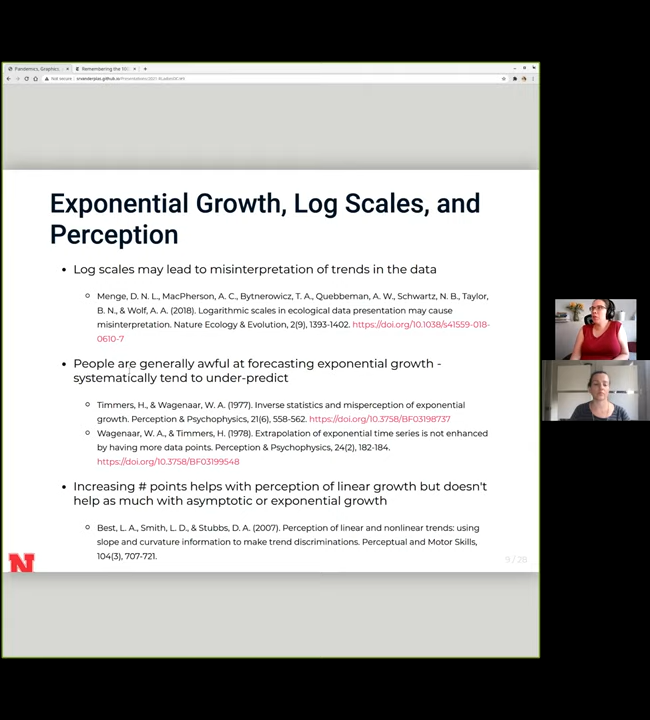 Pandemics, Graphics,
Remembering the
Not secure
Exponential Growth, Log Scales, and
Perception
Log scales may lead to misinterpretation of trends in the data
Menge, D. N. L., MacPherson, A. C., Bytnerowicz, T. A., Quebbeman, A. W., Schwartz, N. B., Taylor,
B. N., & Wolf, A. A. (2018). Logarithmic scales in ecological data presentation may cause
misinterpretation. Nature Ecology & Evolution, 2(9), 1393-1402. https://doi.org/10.1038/s41559-018-
0610-7
People are generally awful at forecasting exponential growth -
systematically tend to under-predict
Timmers, H., & Wagenaar, W. A. (1977). Inverse statistics and misperception of exponential
growth. Perception & Psychophysics, 21(6), 558-562. https://doi.org/10.3758/BF03198737
Wagenaar, W. A., & Timmers, H. (1978). Extrapolation of exponential time series is not enhanced
by having more data points. Perception & Psychophysics, 24(2), 182-184.
https://doi.org/10.3758/BF03199548
Increasing # points helps with perception of linear growth but doesn't
help as much with asymptotic or exponential growth
Best, L. A., Smith, L. D., & Stubbs, D. A. (2007). Perception of linear and nonlinear trends: using
slope and curvature information to make trend discriminations. Perceptual and Motor Skills,
104(3), 707-721.
N
9 / 28